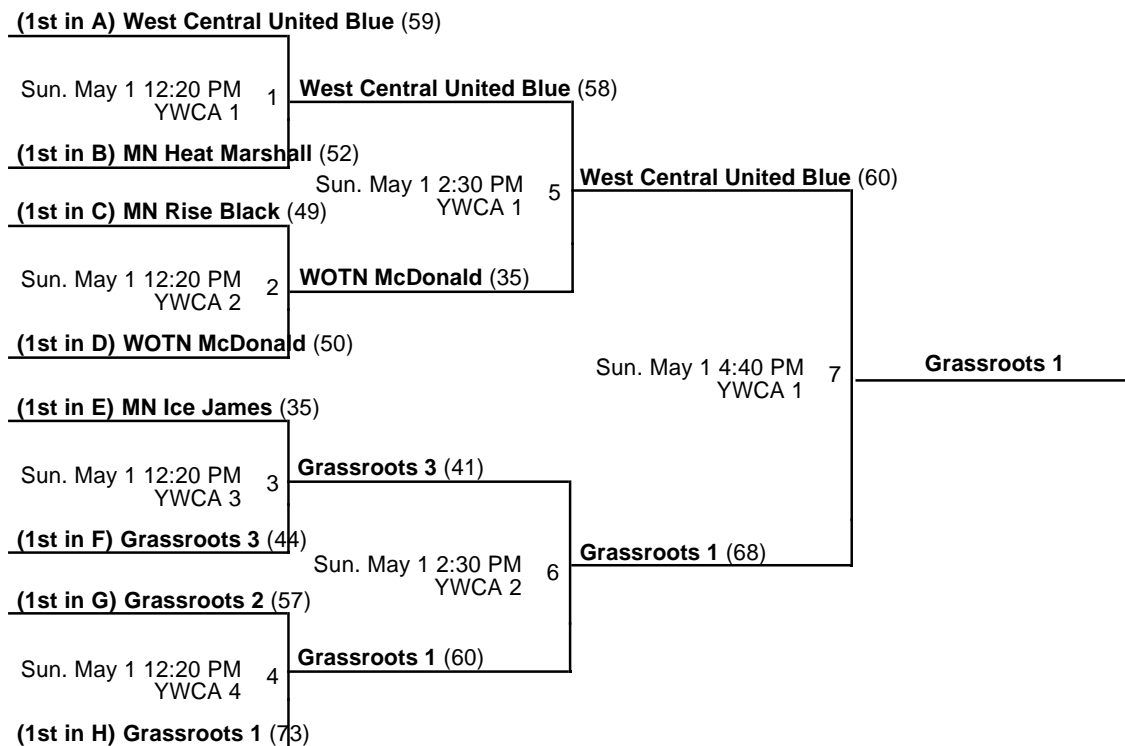 (1st in A) West Central United Blue (59)
Sun. May 1 12:20 PM
YWCA 1
1
West Central United Blue (58)
(1st in B) MN Heat Marshall (52)
Sun. May 1 2:30 PM
YWCA 1
5
West Central United Blue (60)
(1st in C) MN Rise Black (49)
Sun. May 1 12:20 PM
YWCA 2
2
WOTN McDonald (35)
(1st in D) WOTN McDonald (50)
Sun. May 1 4:40 PM
YWCA 1
7
Grassroots 1
(1st in E) MN Ice James (35)
Sun. May 1 12:20 PM
YWCA 3
3
Grassroots 3 (41)
(1st in F) Grassroots 3 (44)
Sun. May 1 2:30 PM
YWCA 2
6
Grassroots 1 (68)
(1st in G) Grassroots 2 (57)
Sun. May 1 12:20 PM
YWCA 4
4
Grassroots 1 (60)
(1st in H) Grassroots 1 (73)